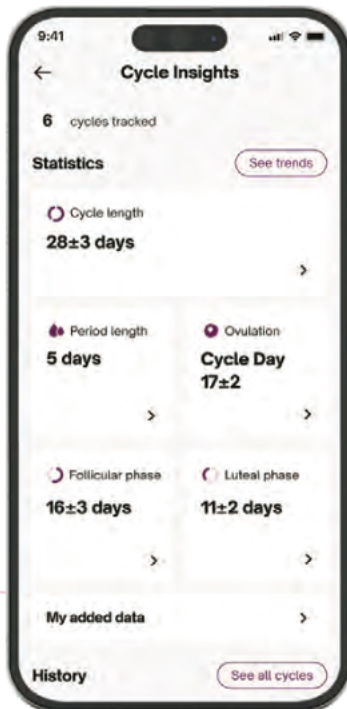 9:41
Cycle Insights
6 cycles tracked
Statistics
See trends
Cycle length
28±3 days
Period length
5 days
Ovulation
Cycle Day
17±2
Follicular phase
16±3 days
Luteal phase
11±2 days
My added data
History
See all cycles